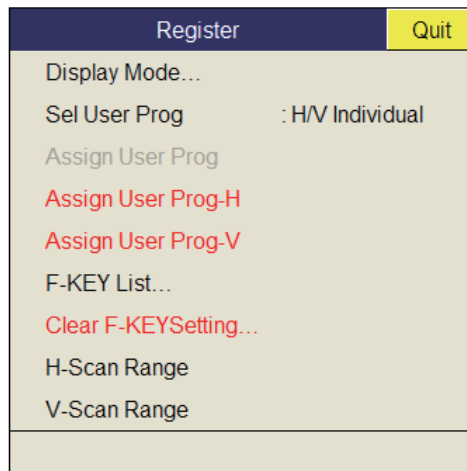 Register Quit
Display Mode...
Sel User Prog : H/V Individual
Assign User Prog
Assign User Prog-H
Assign User Prog-V
F-KEY List...
Clear F-KEYSetting...
H-Scan Range
V-Scan Range